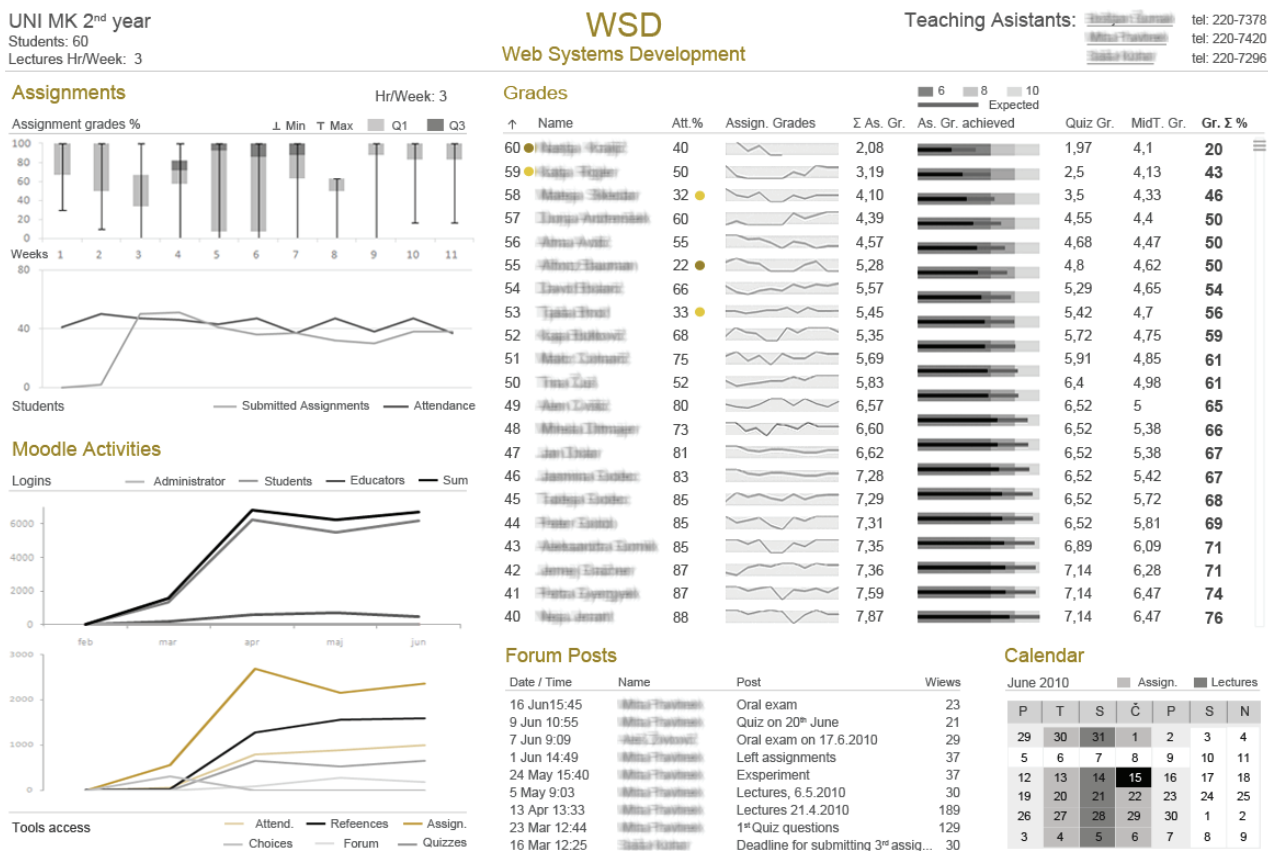 UNI MK 2nd year
Students: 60
Lectures Hr/Week: 3
WSD
Web Systems Development
Teaching Asistants:
tel: 220-7378
tel: 220-7420
tel: 220-7296
Assignments
Hr/Week: 3
Assignment grades %
⊥ Min ⊤ Max Q1 Q3
100
80
60
40
20
0
Weeks 1 2 3 4 5 6 7 8 9 10 11
80
40
0
Students
Submitted Assignments Attendance
Moodle Activities
Logins Administrator Students Educators Sum
6000
4000
2000
0
feb mar apr maj jun
3000
2000
1000
0
Tools access
Attend. Refeences Assign.
Choices Forum Quizzes
Grades
6 8 10
Expected
↑ Name Att.% Assign. Grades Σ As. Gr. As. Gr. achieved Quiz Gr. MidT. Gr. Gr. Σ %
60 40 2,08 1,97 4,1 20
59 50 3,19 2,5 4,13 43
58 32 4,10 3,5 4,33 46
57 60 4,39 4,55 4,4 50
56 55 4,57 4,68 4,47 50
55 22 5,28 4,8 4,62 50
54 66 5,57 5,29 4,65 54
53 33 5,45 5,42 4,7 56
52 68 5,35 5,72 4,75 59
51 75 5,69 5,91 4,85 61
50 52 5,83 6,4 4,98 61
49 80 6,57 6,52 5 65
48 73 6,60 6,52 5,38 66
47 81 6,62 6,52 5,38 67
46 83 7,28 6,52 5,42 67
45 85 7,29 6,52 5,72 68
44 85 7,31 6,52 5,81 69
43 85 7,35 6,89 6,09 71
42 87 7,36 7,14 6,28 71
41 87 7,59 7,14 6,47 74
40 88 7,87 7,14 6,47 76
Forum Posts
Date / Time Name Post Wiews
16 Jun15:45 Oral exam 23
9 Jun 10:55 Quiz on 20th June 21
7 Jun 9:09 Oral exam on 17.6.2010 29
1 Jun 14:49 Left assignments 37
24 May 15:40 Exsperiment 37
5 May 9:03 Lectures, 6.5.2010 30
13 Apr 13:33 Lectures 21.4.2010 189
23 Mar 12:44 1st Quiz questions 129
16 Mar 12:25 Deadline for submitting 3rd assig... 30
Calendar
June 2010 Assign. Lectures
P T S Č P S N
29 30 31 1 2 3 4
5 6 7 8 9 10 11
12 13 14 15 16 17 18
19 20 21 22 23 24 25
26 27 28 29 30 1 2
3 4 5 6 7 8 9